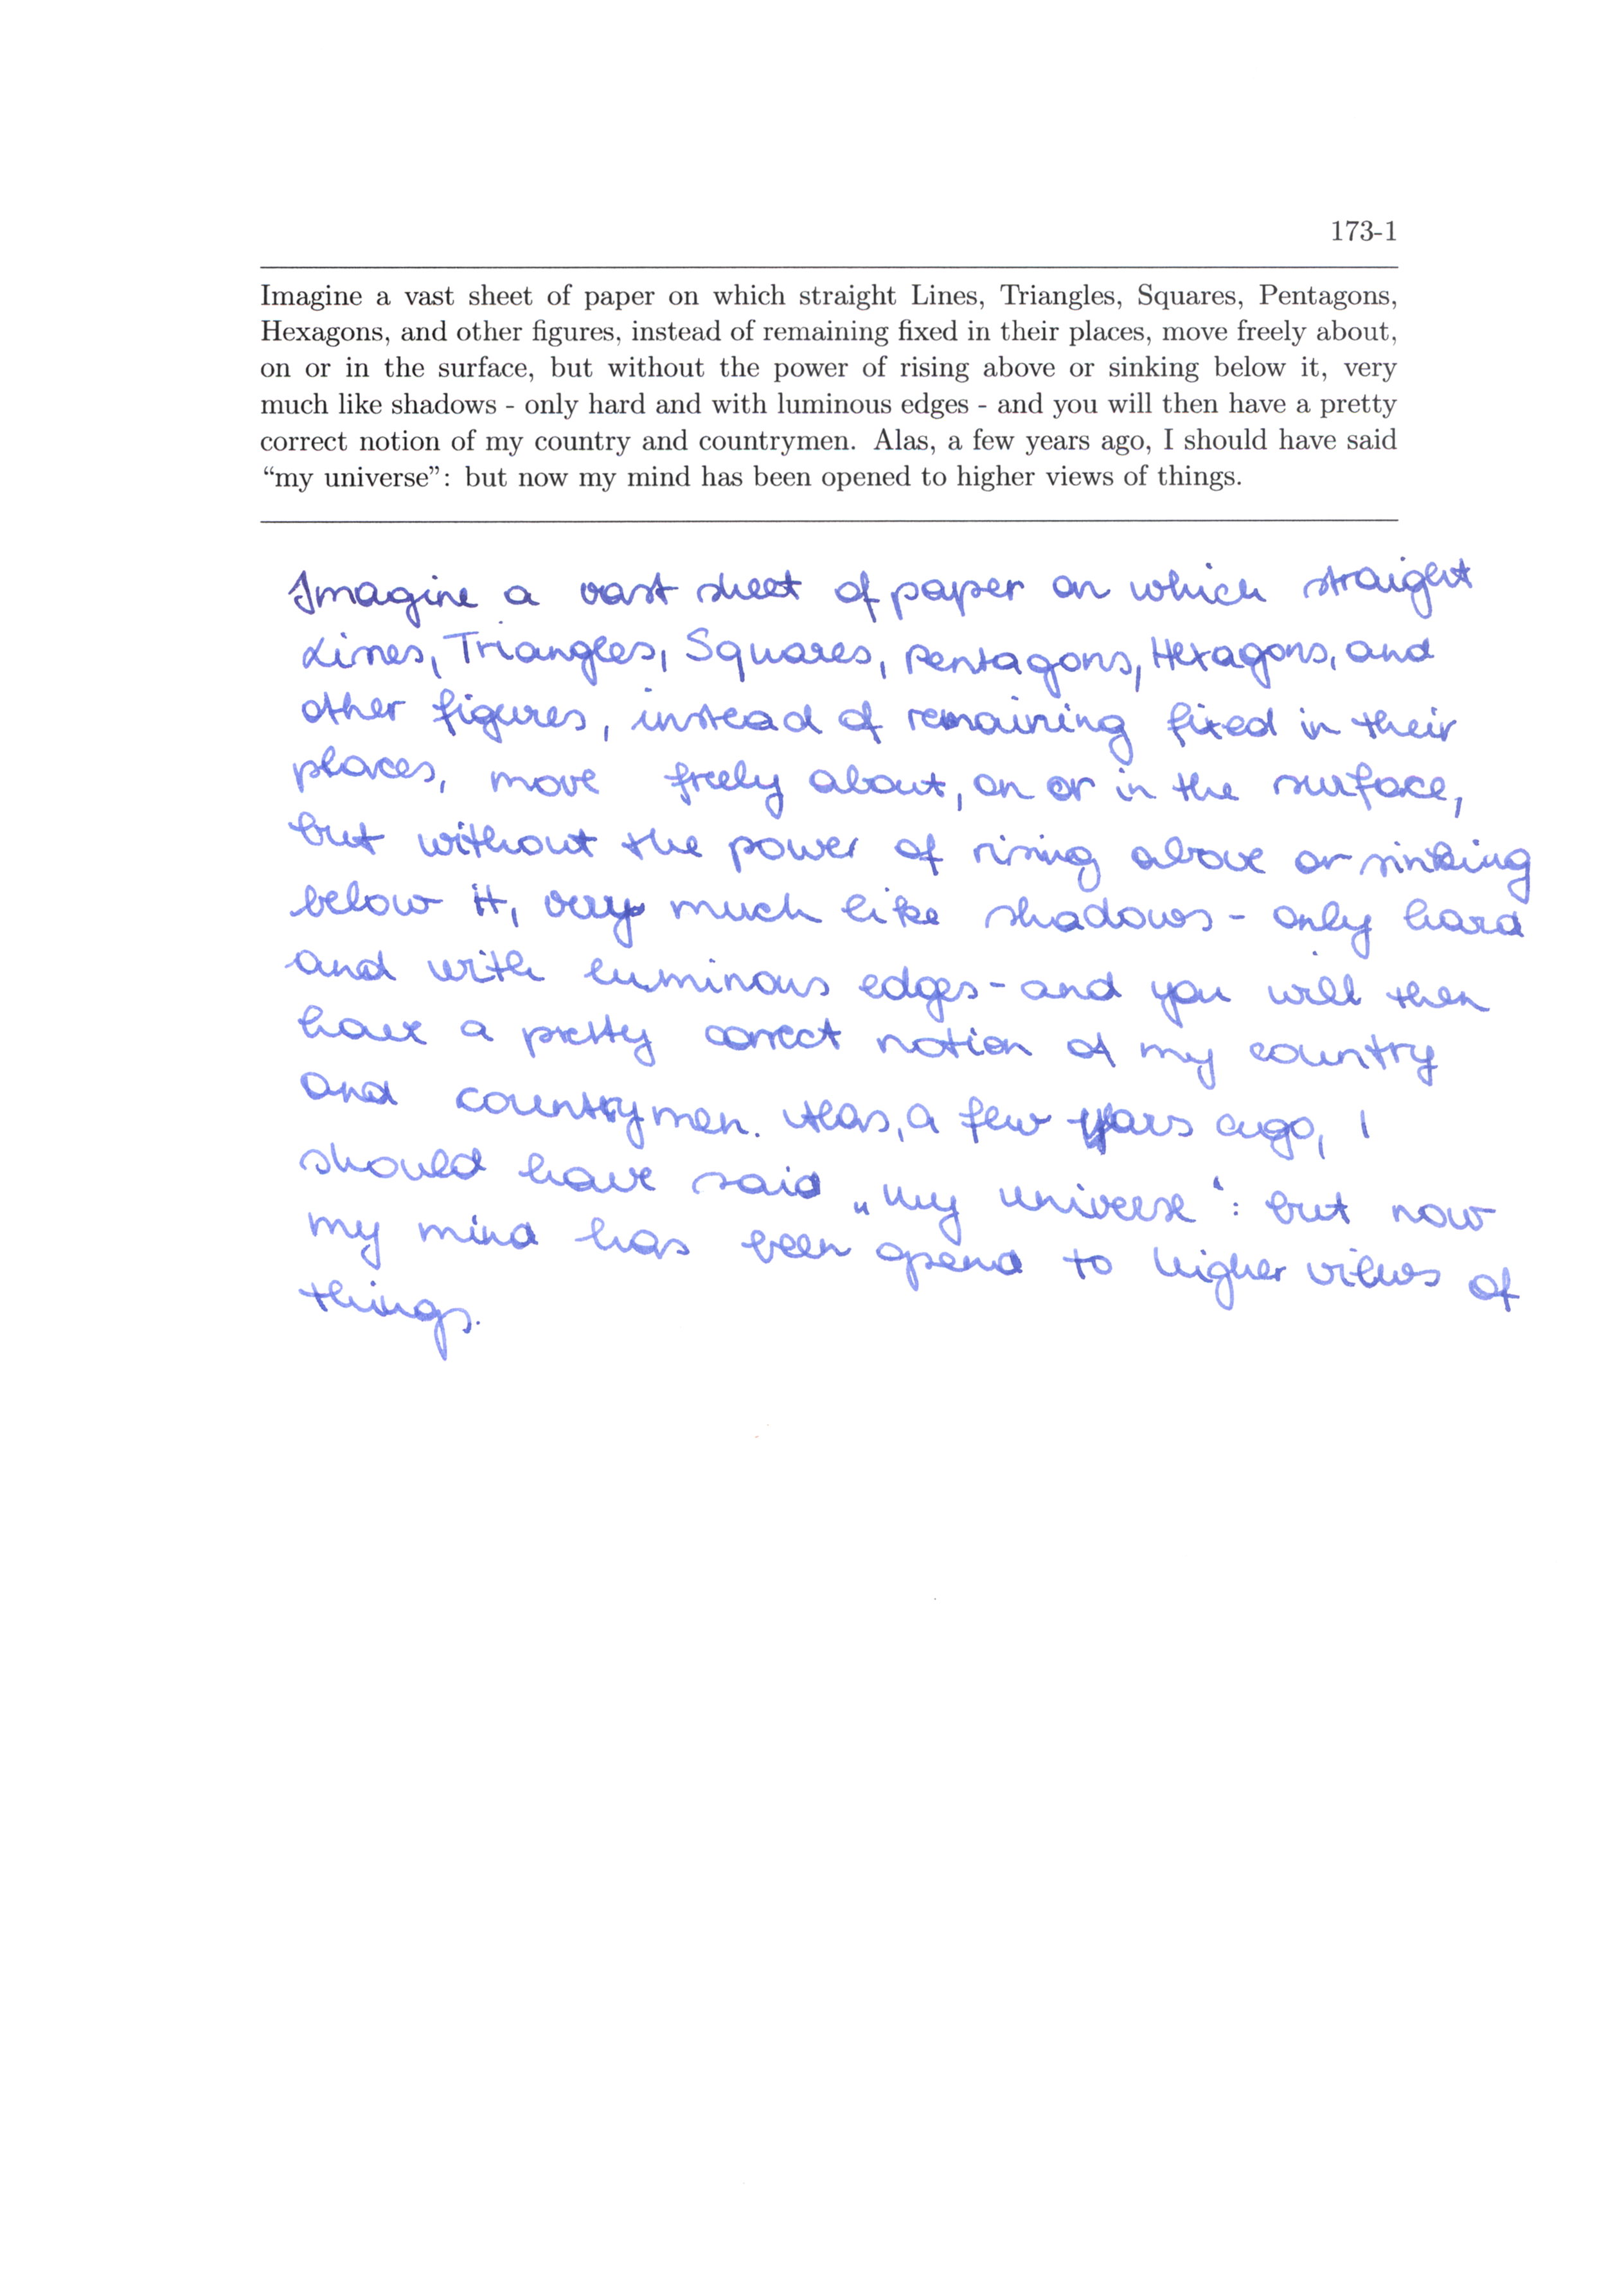 173-1
Imagine a vast sheet of paper on which straight Lines, Triangles, Squares, Pentagons,
Hexagons, and other figures, instead of remaining fixed in their places, move freely about,
on or in the surface, but without the power of rising above or sinking below it, very
much like shadows - only hard and with luminous edges - and you will then have a pretty
correct notion of my country and countrymen. Alas, a few years ago, I should have said
“my universe”: but now my mind has been opened to higher views of things.
Imagine a vast sheet of paper on which straight
Lines, Triangles, Squares, Pentagons, Hexagons, and
other figures, instead of remaining fixed in their
places, move freely about, on or in the surface,
but without the power of rising above or sinking
below it, very much like shadows - only hard
and with luminous edges - and you will then
have a pretty correct notion of my country
and countrymen. Alas, a few years ago, I
should have said „my universe“: but now
my mind has been opend to higher views of
things.